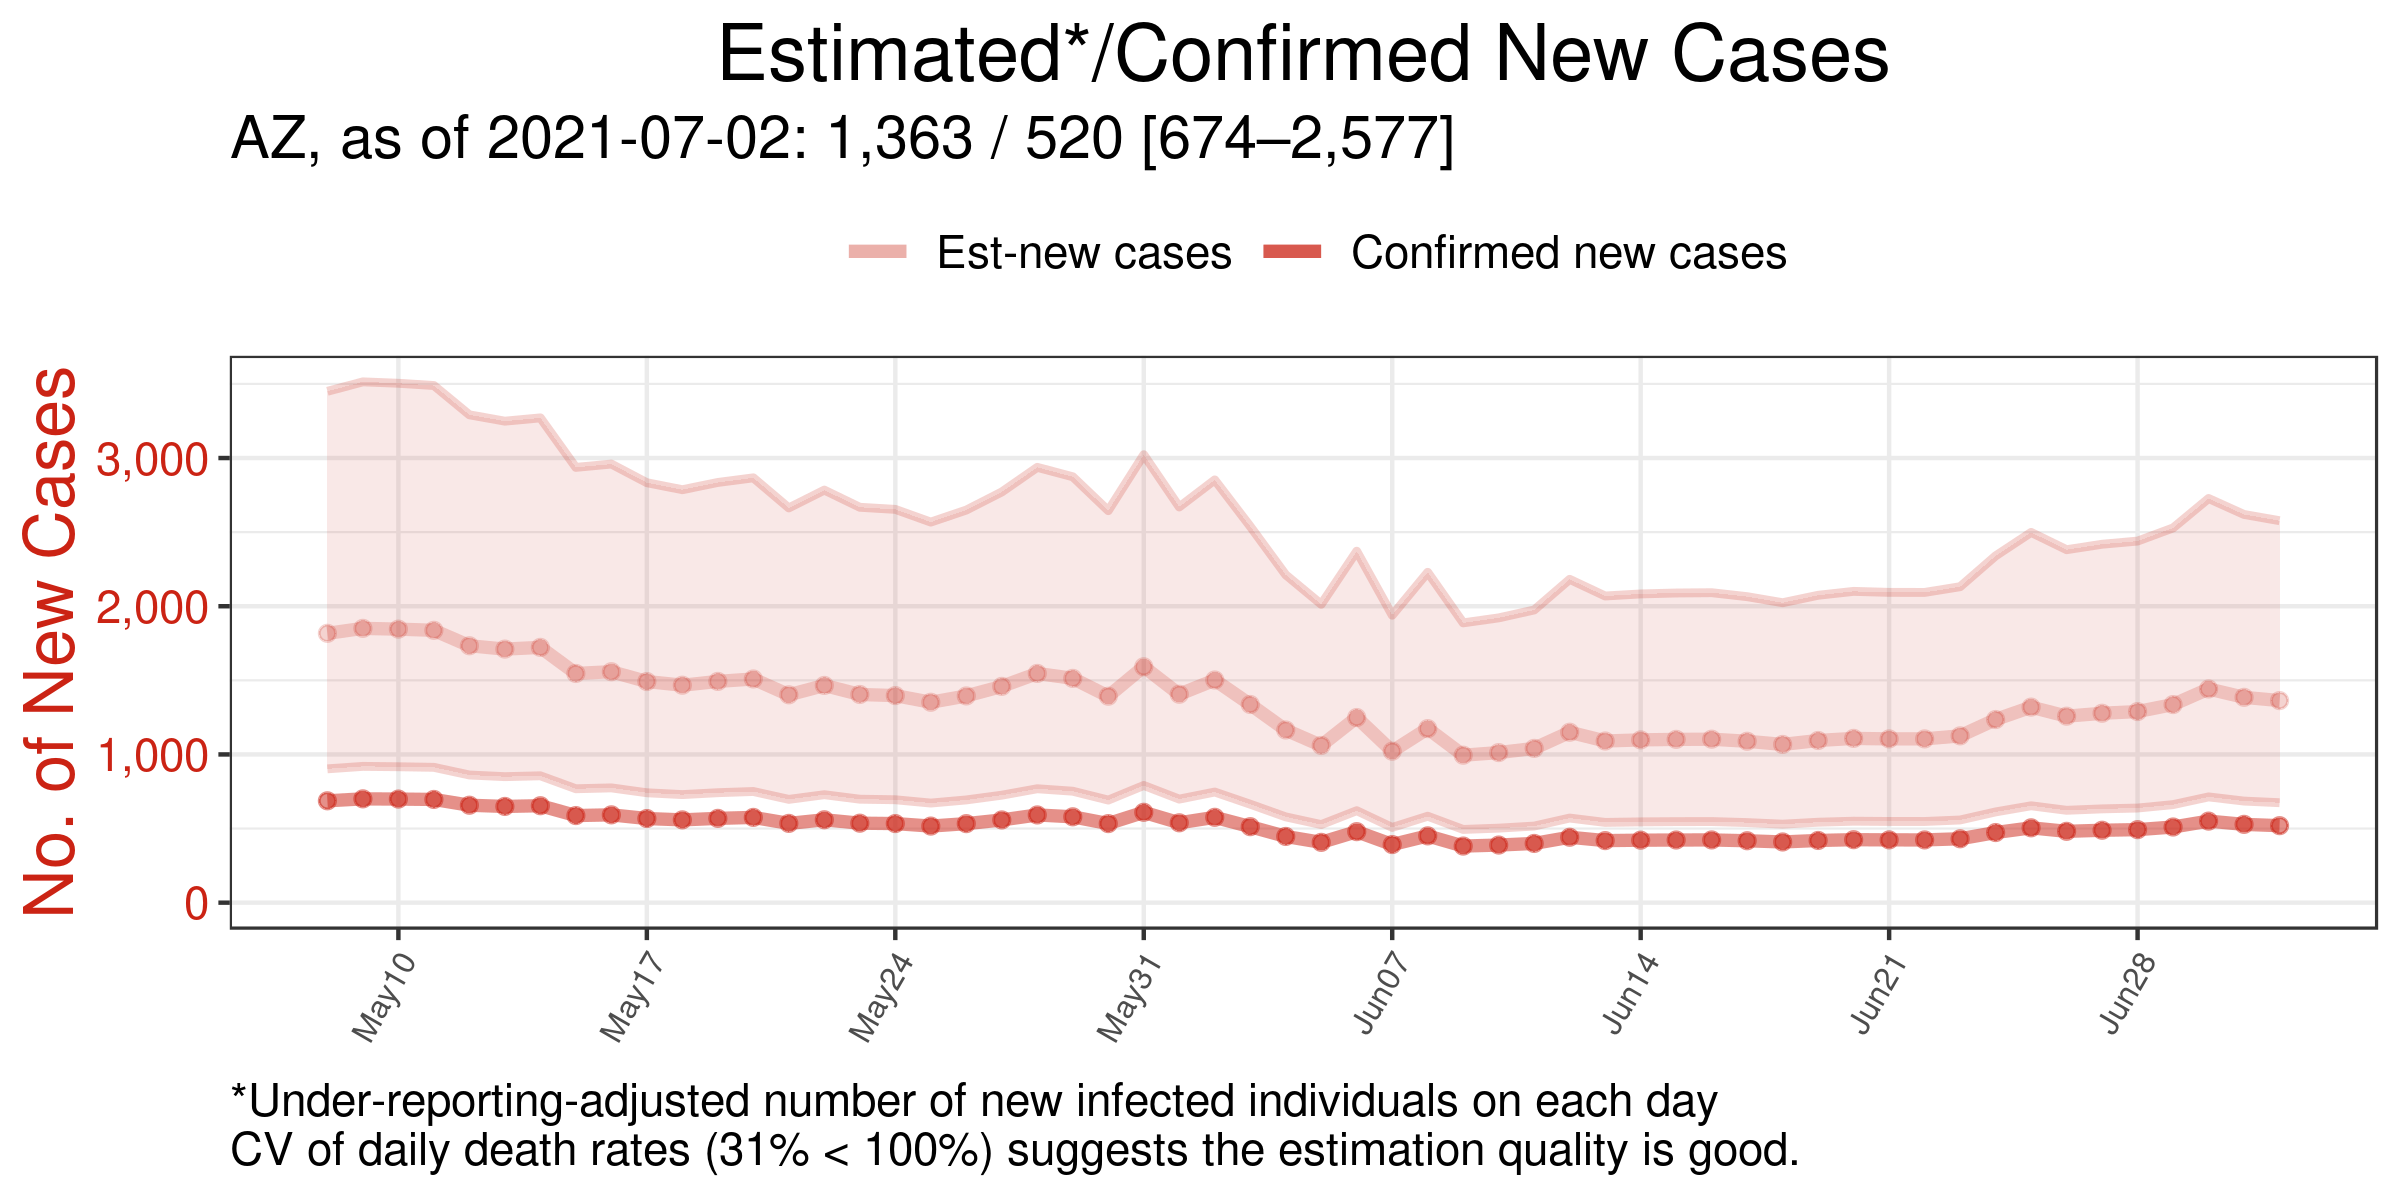 Estimated*/Confirmed New Cases
AZ, as of 2021-07-02: 1,363 / 520 [674–2,577]
Est-new cases Confirmed new cases
No. of New Cases
3,000
2,000
1,000
0
May10 May17 May24 May31 Jun07 Jun14 Jun21 Jun28
*Under-reporting-adjusted number of new infected individuals on each day
CV of daily death rates (31% < 100%) suggests the estimation quality is good.